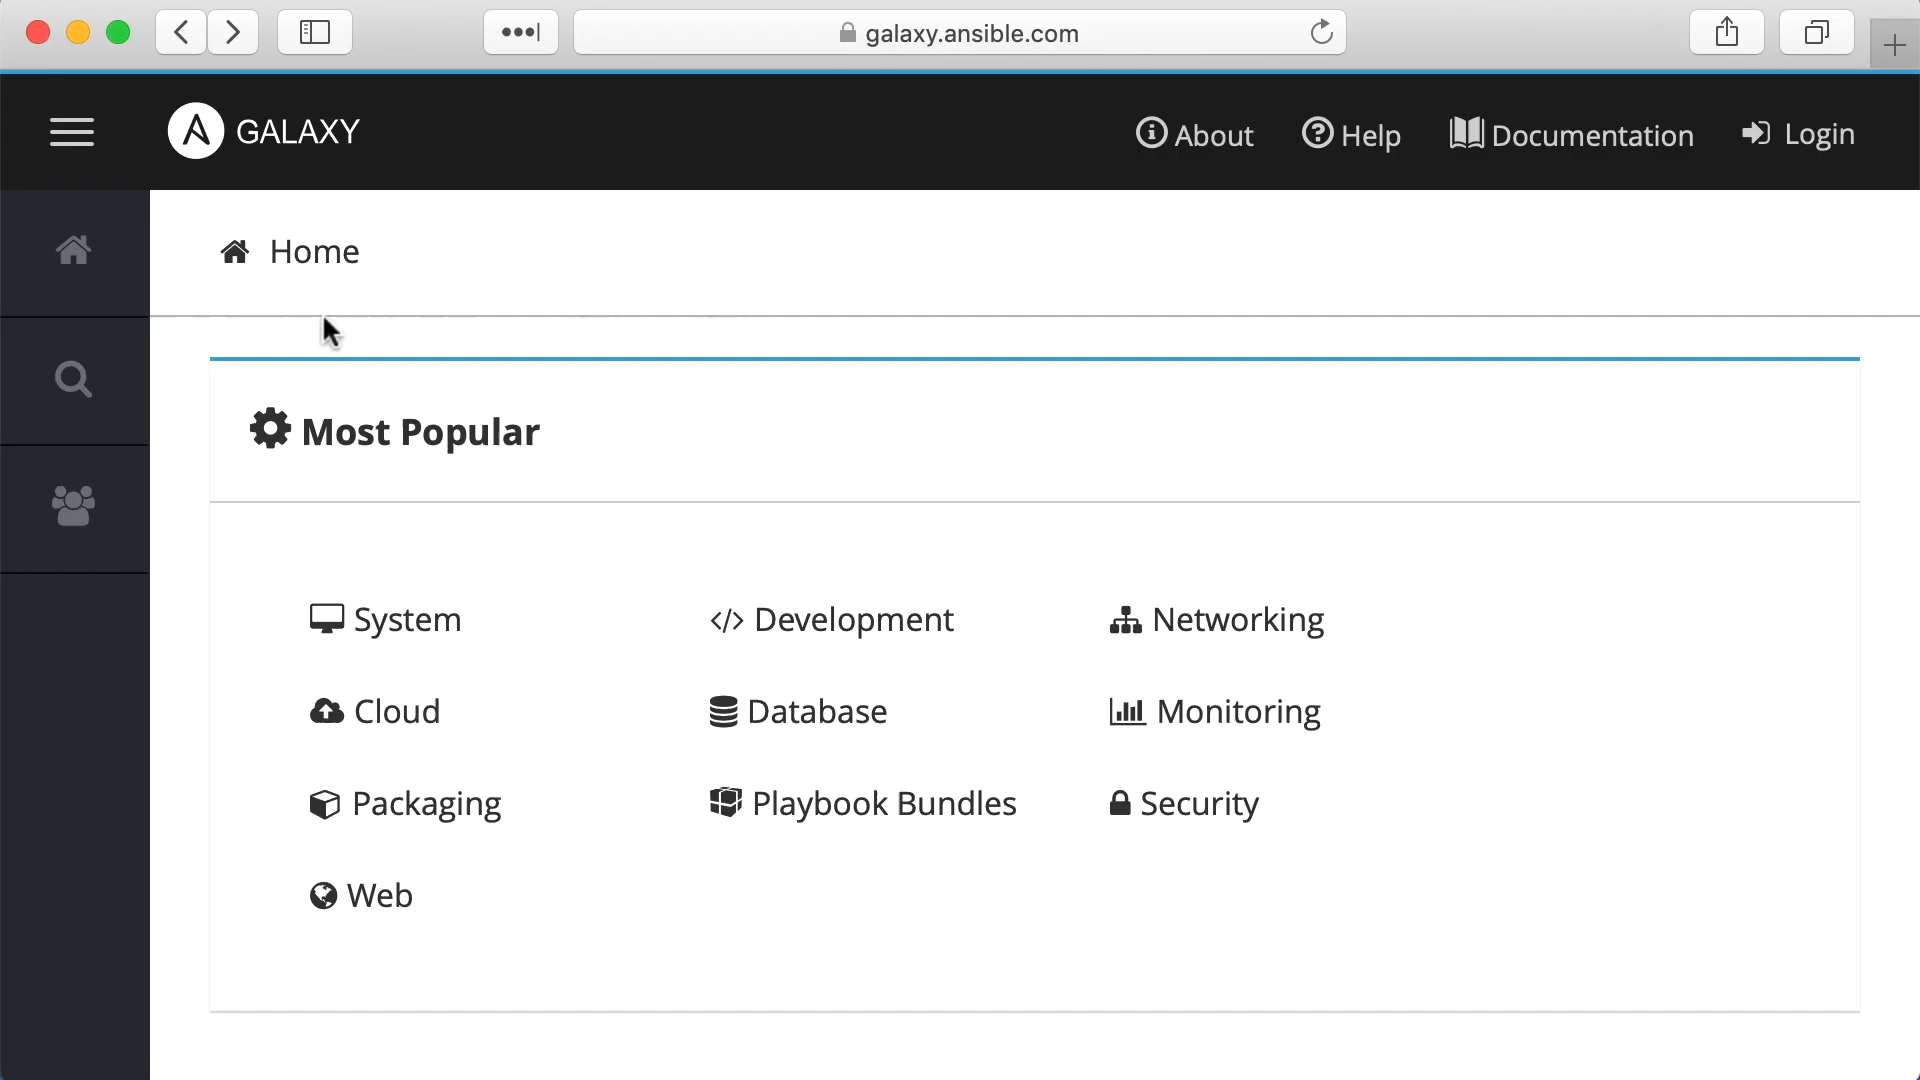 galaxy.ansible.com
GALAXY
About Help Documentation Login
Home
Most Popular
System Development Networking
Cloud Database Monitoring
Packaging Playbook Bundles Security
Web